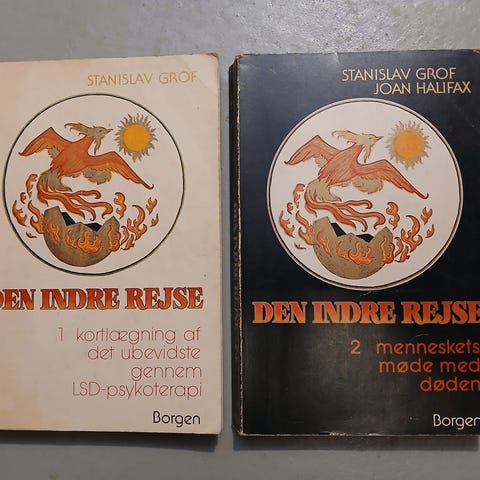 STANISLAV GROF
DEN INDRE REJSE
1 kortlægning af
det ubevidste
gennem
LSD-psykoterapi
Borgen
STANISLAV GROF
JOAN HALIFAX
DEN INDRE REJSE
2 menneskets
møde med
døden
Borgen